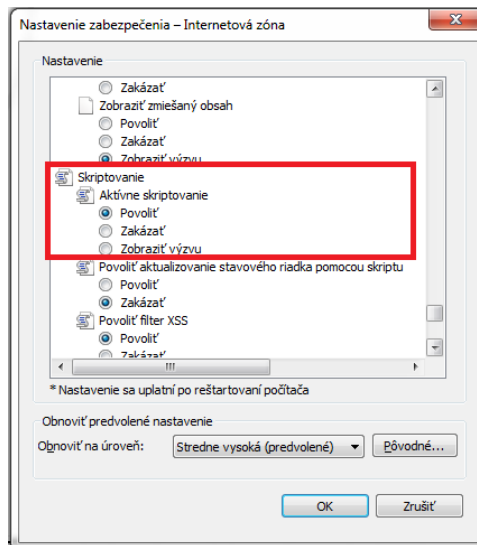 Nastavenie zabezpečenia – Internetová zóna
Nastavenie
Zakázať
Zobraziť zmiešaný obsah
Povoliť
Zakázať
Zobraziť výzvu
Skriptovanie
Aktívne skriptovanie
Povoliť
Zakázať
Zobraziť výzvu
Povoliť aktualizovanie stavového riadka pomocou skriptu
Povoliť
Zakázať
Povoliť filter XSS
Povoliť
Zakázať
* Nastavenie sa uplatní po reštartovaní počítača
Obnoviť predvolené nastavenie
Obnoviť na úroveň: Stredne vysoká (predvolené) Pôvodné...
OK Zrušiť